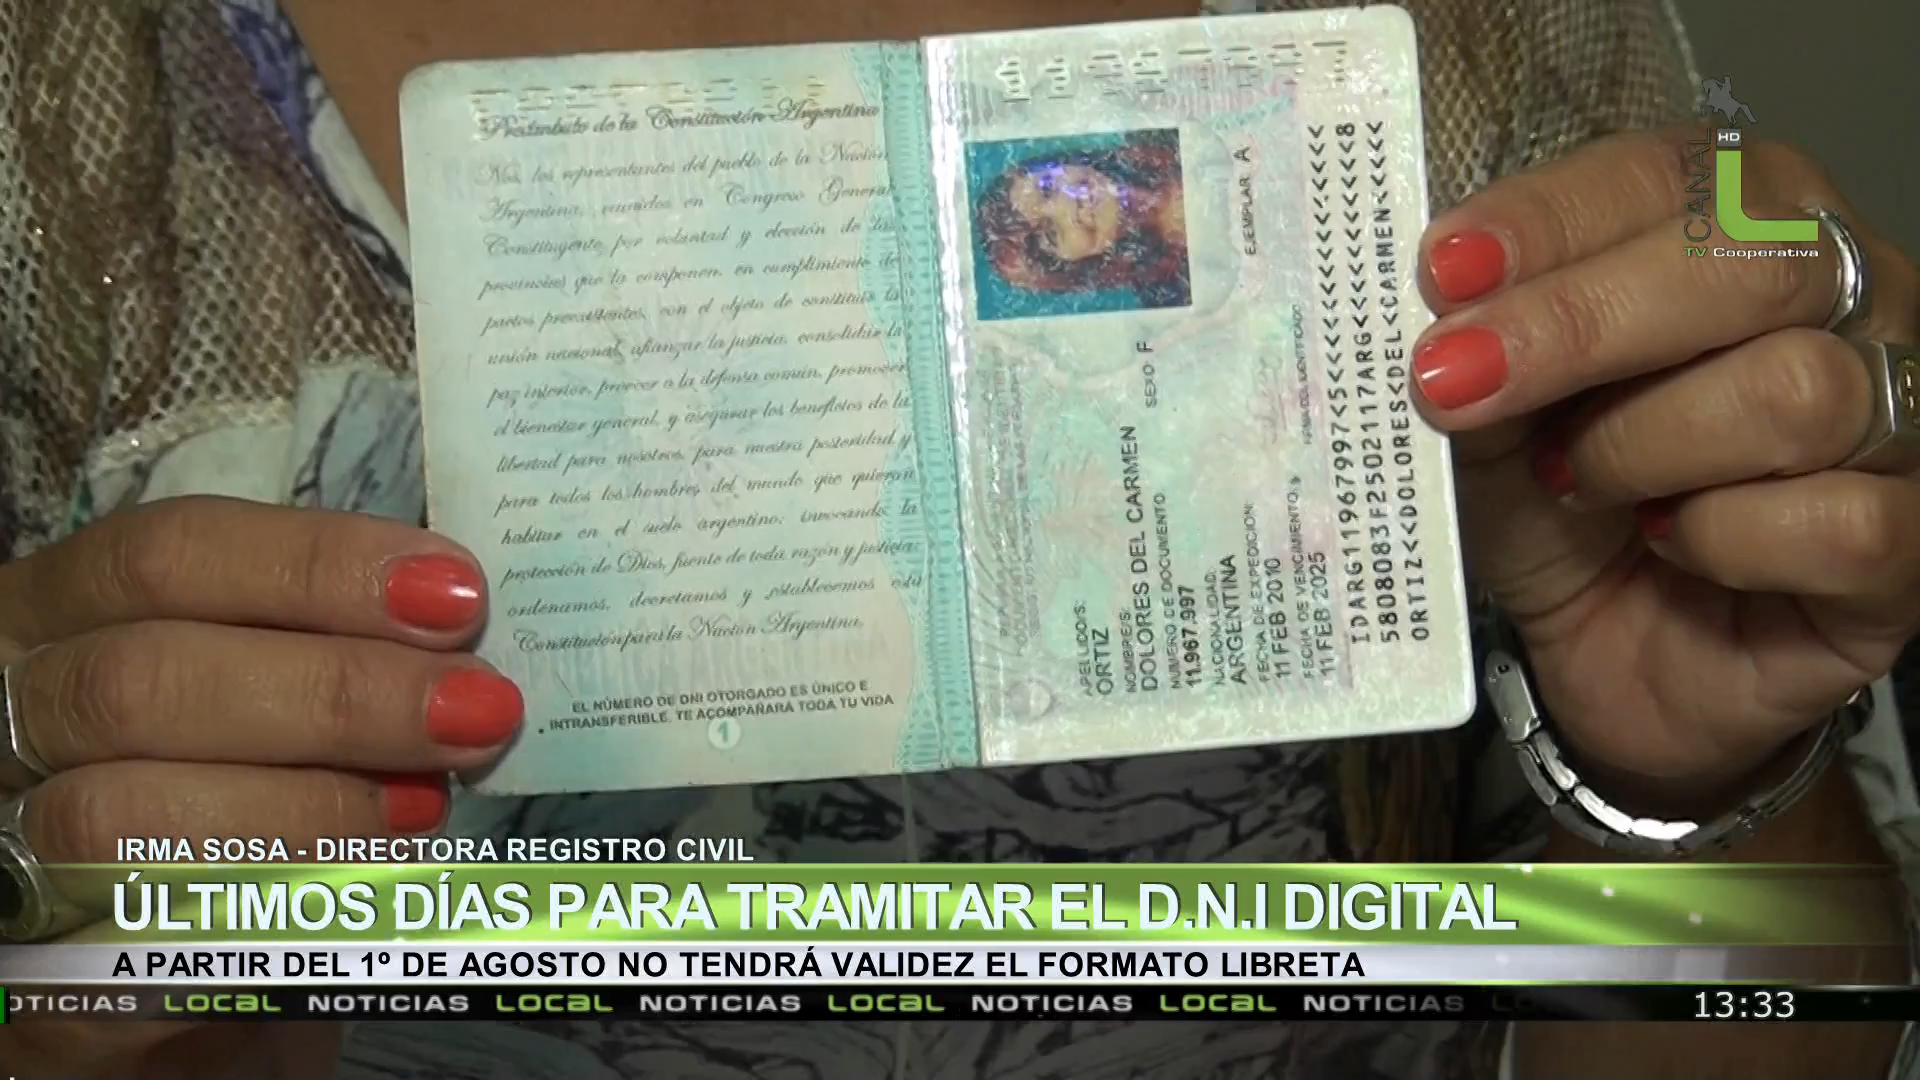 Preámbulo de la Constitución Argentina
Nos, los representantes del pueblo de la Nación
Argentina, reunidos en Congreso General
Constituyente por voluntad y elección de las
provincias que la componen, en cumplimiento de
pactos preexistentes, con el objeto de constituir la
unión nacional, afianzar la justicia, consolidar la
paz interior, proveer a la defensa común, promover
el bienestar general, y asegurar los beneficios de la
libertad para nosotros, para nuestra posteridad y
para todos los hombres del mundo que quieran
habitar en el suelo argentino; invocando la
protección de Dios, fuente de toda razón y justicia:
ordenamos, decretamos y establecemos esta
Constitución para la Nación Argentina.
EL NÚMERO DE DNI OTORGADO ES ÚNICO E
INTRANSFERIBLE, TE ACOMPAÑARA TODA TU VIDA
1
APELLIDO/S:
ORTIZ
NOMBRE/S:
DOLORES DEL CARMEN
SEXO F
NÚMERO DE DOCUMENTO
11.967.997
NACIONALIDAD:
ARGENTINA
EJEMPLAR A
FECHA DE EXPEDICION:
11 FEB 2010
FECHA DE VENCIMIENTO:
11 FEB 2025
FIRMA DEL IDENTIFICADO
IDARG11967997<5<<<<<<<<<<<<<<<
5808083F2502117ARG<<<<<<<<<<<8
ORTIZ<<DOLORES<DEL<CARMEN<<<<<
CANAL
HD
L
TV Cooperativa
IRMA SOSA - DIRECTORA REGISTRO CIVIL
ÚLTIMOS DÍAS PARA TRAMITAR EL D.N.I DIGITAL
A PARTIR DEL 1º DE AGOSTO NO TENDRÁ VALIDEZ EL FORMATO LIBRETA
OTICIAS LOCAL NOTICIAS LOCAL NOTICIAS LOCAL NOTICIAS LOCAL NOTICIAS LO
13:33